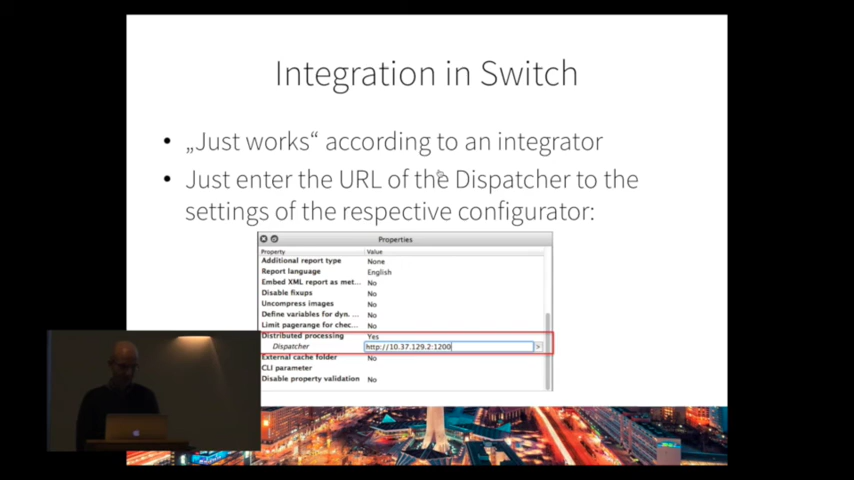 Integration in Switch
• „Just works“ according to an integrator
• Just enter the URL of the Dispatcher to the
settings of the respective configurator:
Properties
Property Value
Additional report type None
Report language English
Embed XML report as met... No
Disable fixups No
Uncompress images No
Define variables for dyn. ... No
Limit pagerange for chec... No
Distributed processing Yes
Dispatcher http://10.37.129.2:1200
External cache folder No
CLI parameter
Disable property validation No